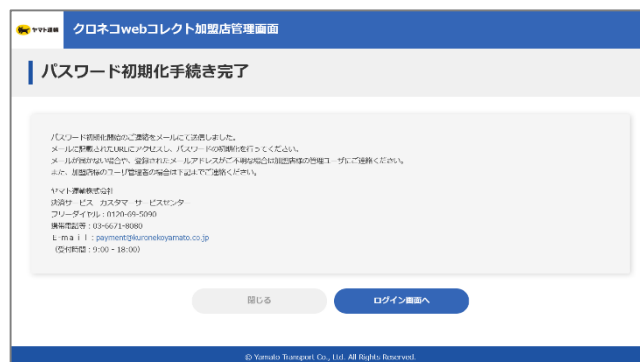 ヤマト運輸
クロネコwebコレクト加盟店管理画面
パスワード初期化手続き完了
パスワード初期化開始のご連絡をメールにて送信しました。
メールに記載されたURLにアクセスし、パスワードの初期化を行ってください。
メールが届かない場合や、登録されたメールアドレスがご不明な場合は加盟店様の管理ユーザにご連絡ください。
また、加盟店様のユーザ管理者の場合は下記までご連絡ください。
ヤマト運輸株式会社
決済サービス カスタマーサービスセンター
フリーダイヤル：0120-69-5090
携帯電話等：03-6671-8080
E-mail：payment@kuronekoyamato.co.jp
（受付時間：9:00 - 18:00）
閉じる
ログイン画面へ
© Yamato Transport Co., Ltd. All Rights Reserved.